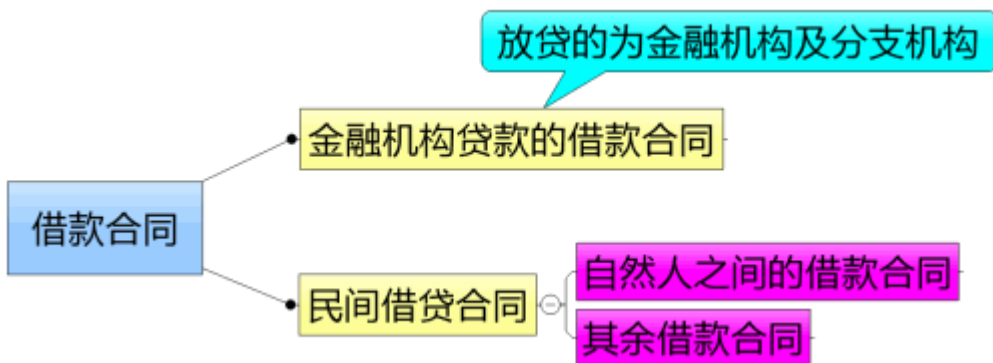 放贷的为金融机构及分支机构
金融机构贷款的借款合同
借款合同
民间借贷合同
自然人之间的借款合同
其余借款合同